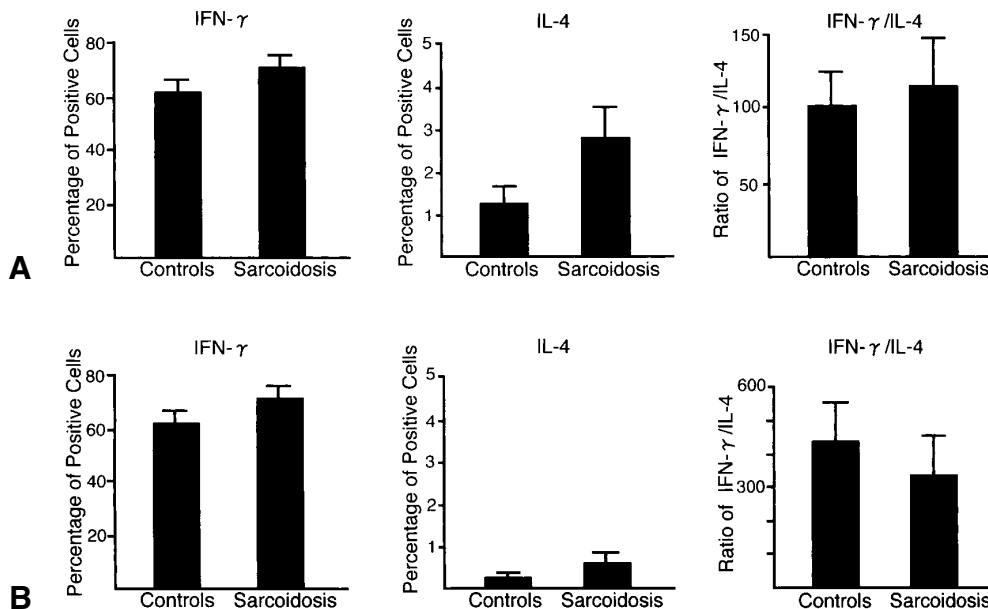 IFN-γ
Percentage of Positive Cells
80
60
40
20
Controls Sarcoidosis
IL-4
Percentage of Positive Cells
5
4
3
2
1
Controls Sarcoidosis
IFN-γ/IL-4
Ratio of IFN-γ/IL-4
150
100
50
Controls Sarcoidosis
A
IFN-γ
Percentage of Positive Cells
80
60
40
20
Controls Sarcoidosis
IL-4
Percentage of Positive Cells
5
4
3
2
1
Controls Sarcoidosis
IFN-γ/IL-4
Ratio of IFN-γ/IL-4
600
300
Controls Sarcoidosis
B